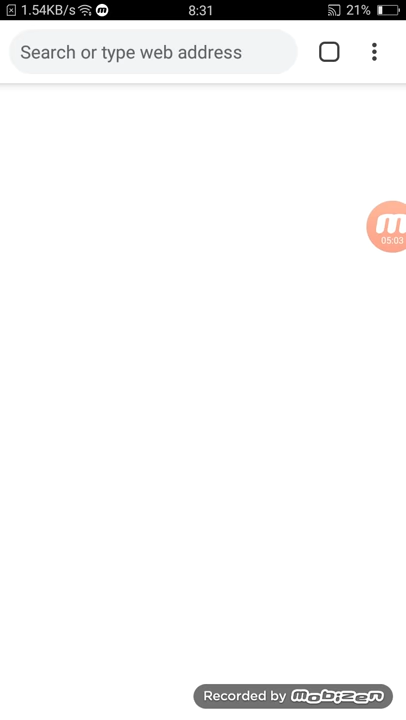 1.54KB/s 8:31 21%
Search or type web address
05:03
Recorded by mobizen